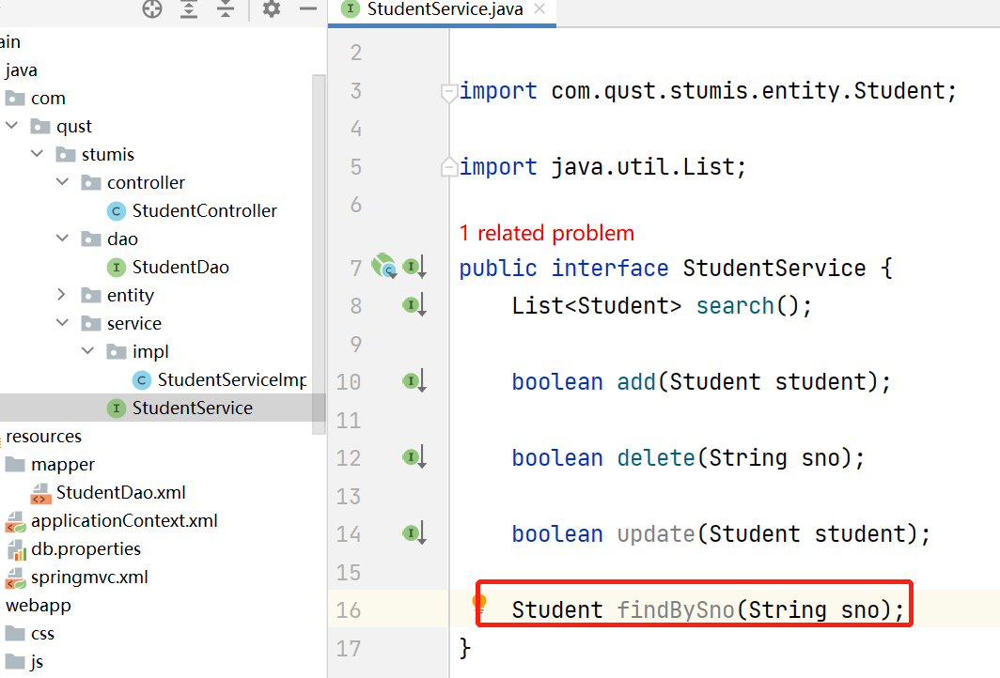 ain
java
com
qust
stumis
controller
StudentController
dao
StudentDao
entity
service
impl
StudentServiceImp
StudentService
resources
mapper
StudentDao.xml
applicationContext.xml
db.properties
springmvc.xml
webapp
css
js
StudentService.java
2
3 import com.qust.stumis.entity.Student;
4
5 import java.util.List;
6
1 related problem
7 public interface StudentService {
8 List<Student> search();
9
10 boolean add(Student student);
11
12 boolean delete(String sno);
13
14 boolean update(Student student);
15
16 Student findBySno(String sno);
17 }